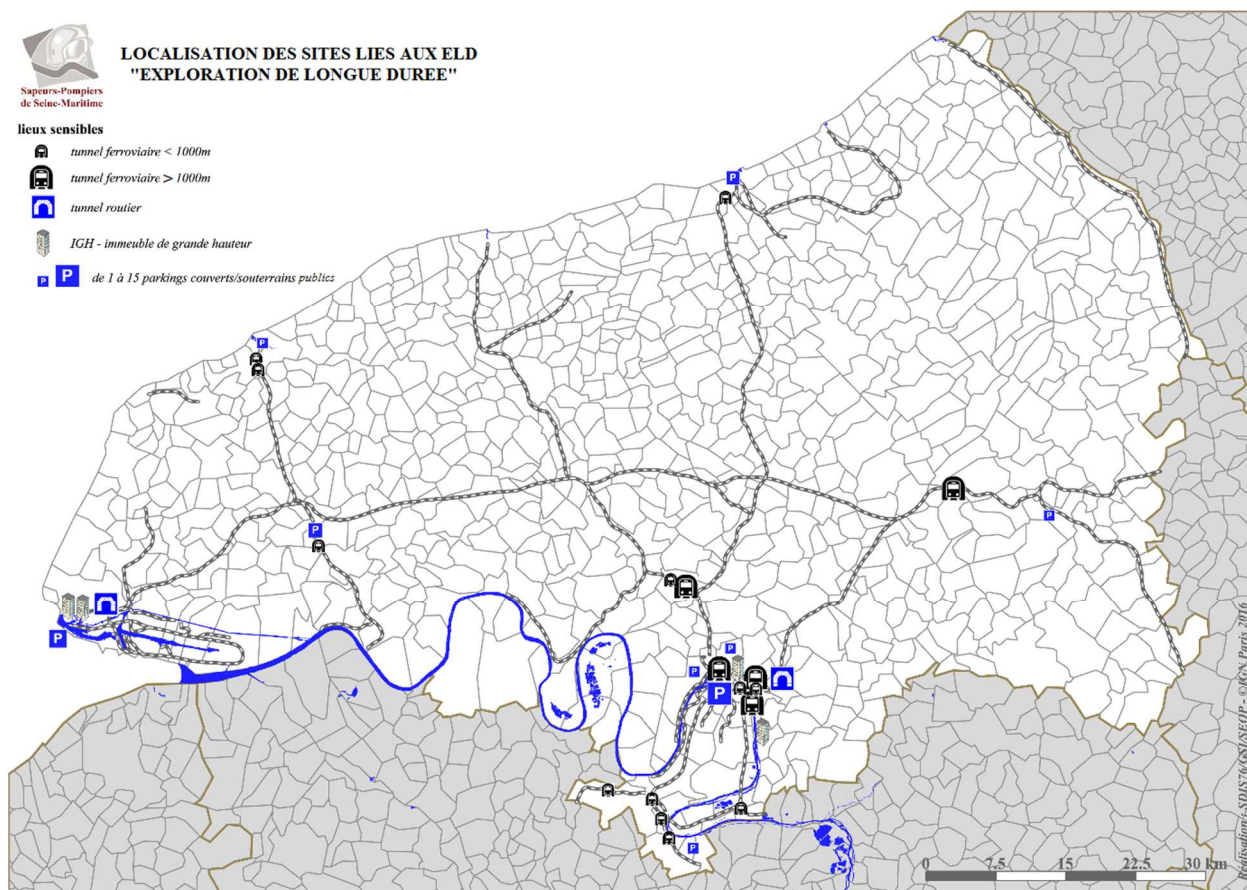 LOCALISATION DES SITES LIES AUX ELD
"EXPLORATION DE LONGUE DUREE"
Sapeurs-Pompiers
de Seine-Maritime
lieux sensibles
tunnel ferroviaire < 1000m
tunnel ferroviaire > 1000m
tunnel routier
IGH - immeuble de grande hauteur
P P de 1 à 15 parkings couverts/souterrains publics
P
P
P
P
P
P
P
P
P
P
0 7.5 15 22.5 30 km
Réalisation : SDIS76/GSI/SEOP - ©IGN Paris 2016